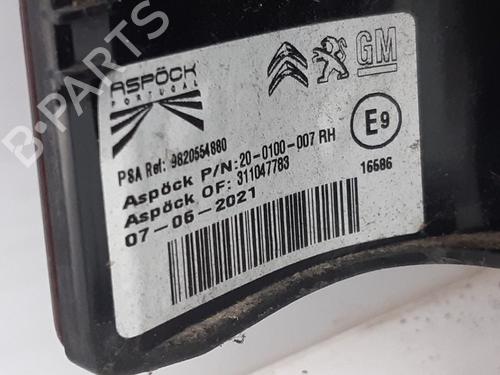 ASPÖCK
PORTUGAL
GM
E9
PSA Ref: 9820554880
Aspöck P/N:20-0100-007 RH
Aspöck OF: 311047783
07-06-2021
16586
B-PARTS